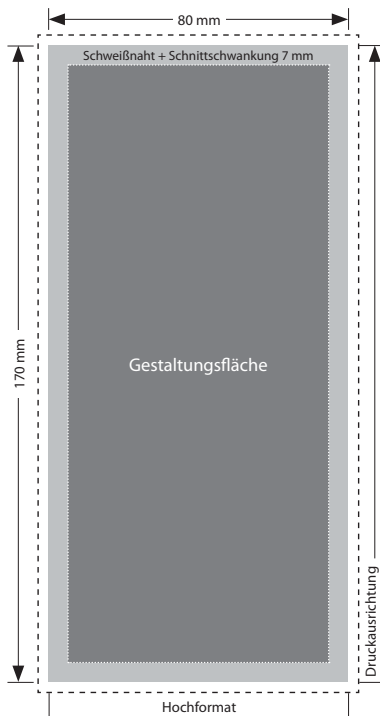 80 mm
Schweißnaht + Schnittschwankung 7 mm
170 mm
Gestaltungsfläche
Druckausrichtung
Hochformat